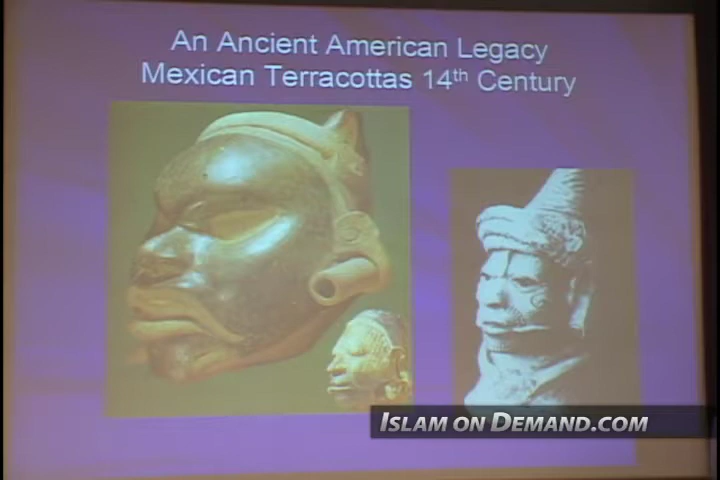 An Ancient American Legacy
Mexican Terracottas 14th Century
ISLAM ON DEMAND.COM